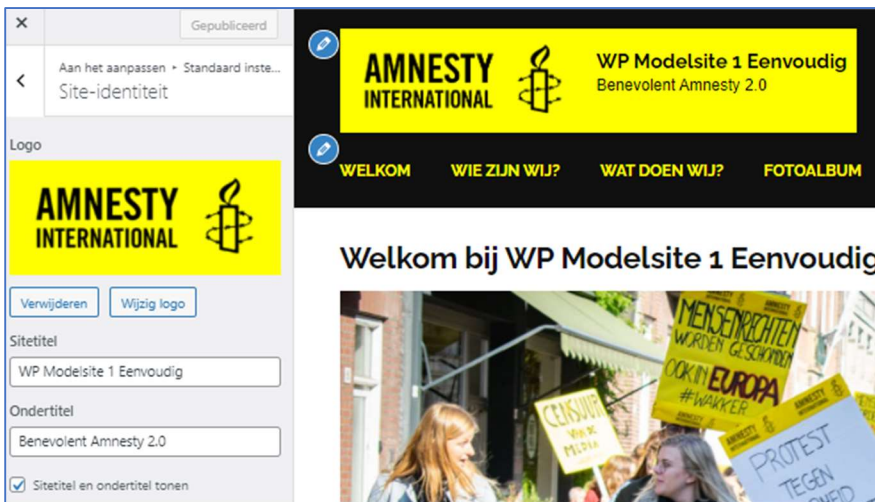 Gepubliceerd
Aan het aanpassen ▸ Standaard inste...
Site-identiteit
Logo
AMNESTY
INTERNATIONAL
Verwijderen
Wijzig logo
Sitetitel
WP Modelsite 1 Eenvoudig
Ondertitel
Benevolent Amnesty 2.0
Sitetitel en ondertitel tonen
AMNESTY
INTERNATIONAL
WP Modelsite 1 Eenvoudig
Benevolent Amnesty 2.0
WELKOM WIE ZIJN WIJ? WAT DOEN WIJ? FOTOALBUM
Welkom bij WP Modelsite 1 Eenvoudig
MENSENRECHTEN
WORDEN GESCHONDEN
OOK IN EUROPA
#WAKKER
CENSUUR
VAN DE
MEDIA
PROTEST
TEGEN